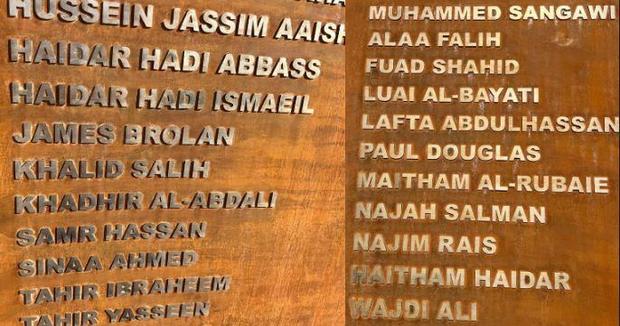 HUSSEIN JASSIM AAISH
HAIDAR HADI ABBASS
HAIDAR HADI ISMAEIL
JAMES BROLAN
KHALID SALIH
KHADHIR AL-ABDALI
SAMR HASSAN
SINAA AHMED
TAHIR IBRAHEEM
TAHIR YASSEEN
MUHAMMED SANGAWI
ALAA FALIH
FUAD SHAHID
LUAI AL-BAYATI
LAFTA ABDULHASSAN
PAUL DOUGLAS
MAITHAM AL-RUBAIE
NAJAH SALMAN
NAJIM RAIS
HAITHAM HAIDAR
WAJDI ALI